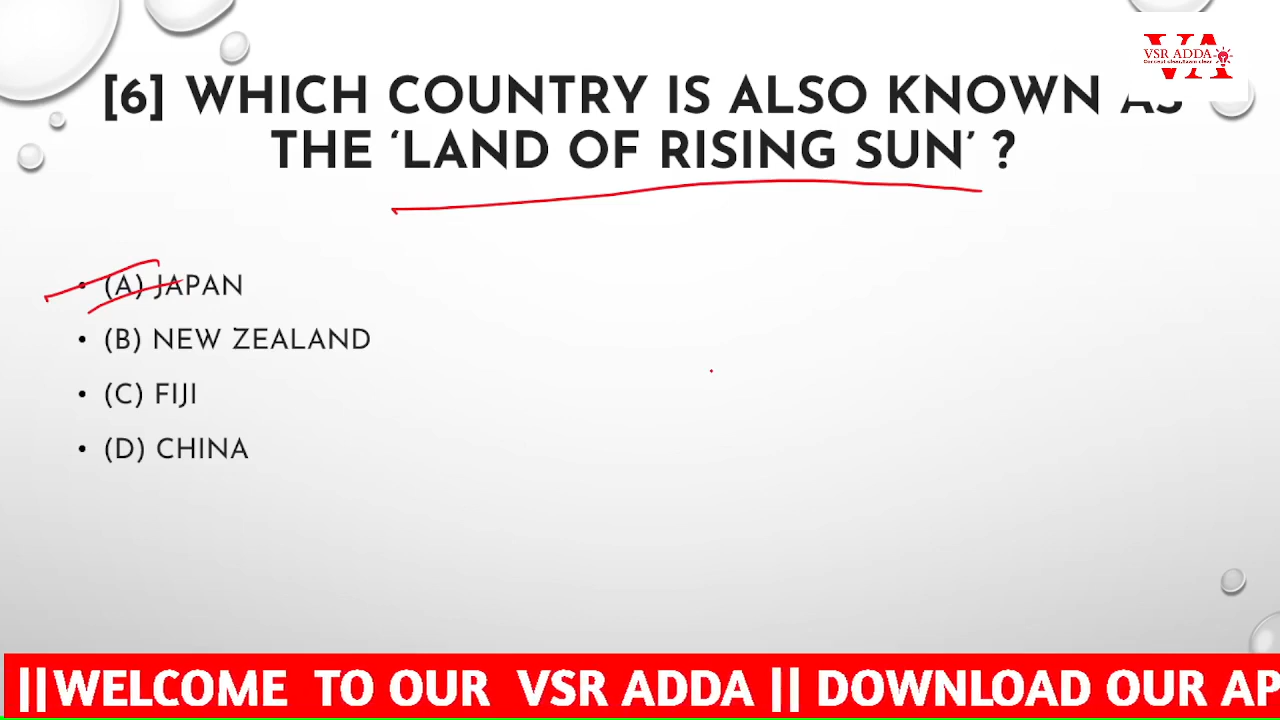 VSR ADDA
[6] WHICH COUNTRY IS ALSO KNOWN AS
THE ‘LAND OF RISING SUN’ ?
• (A) JAPAN
• (B) NEW ZEALAND
• (C) FIJI
• (D) CHINA
||WELCOME TO OUR VSR ADDA || DOWNLOAD OUR AP